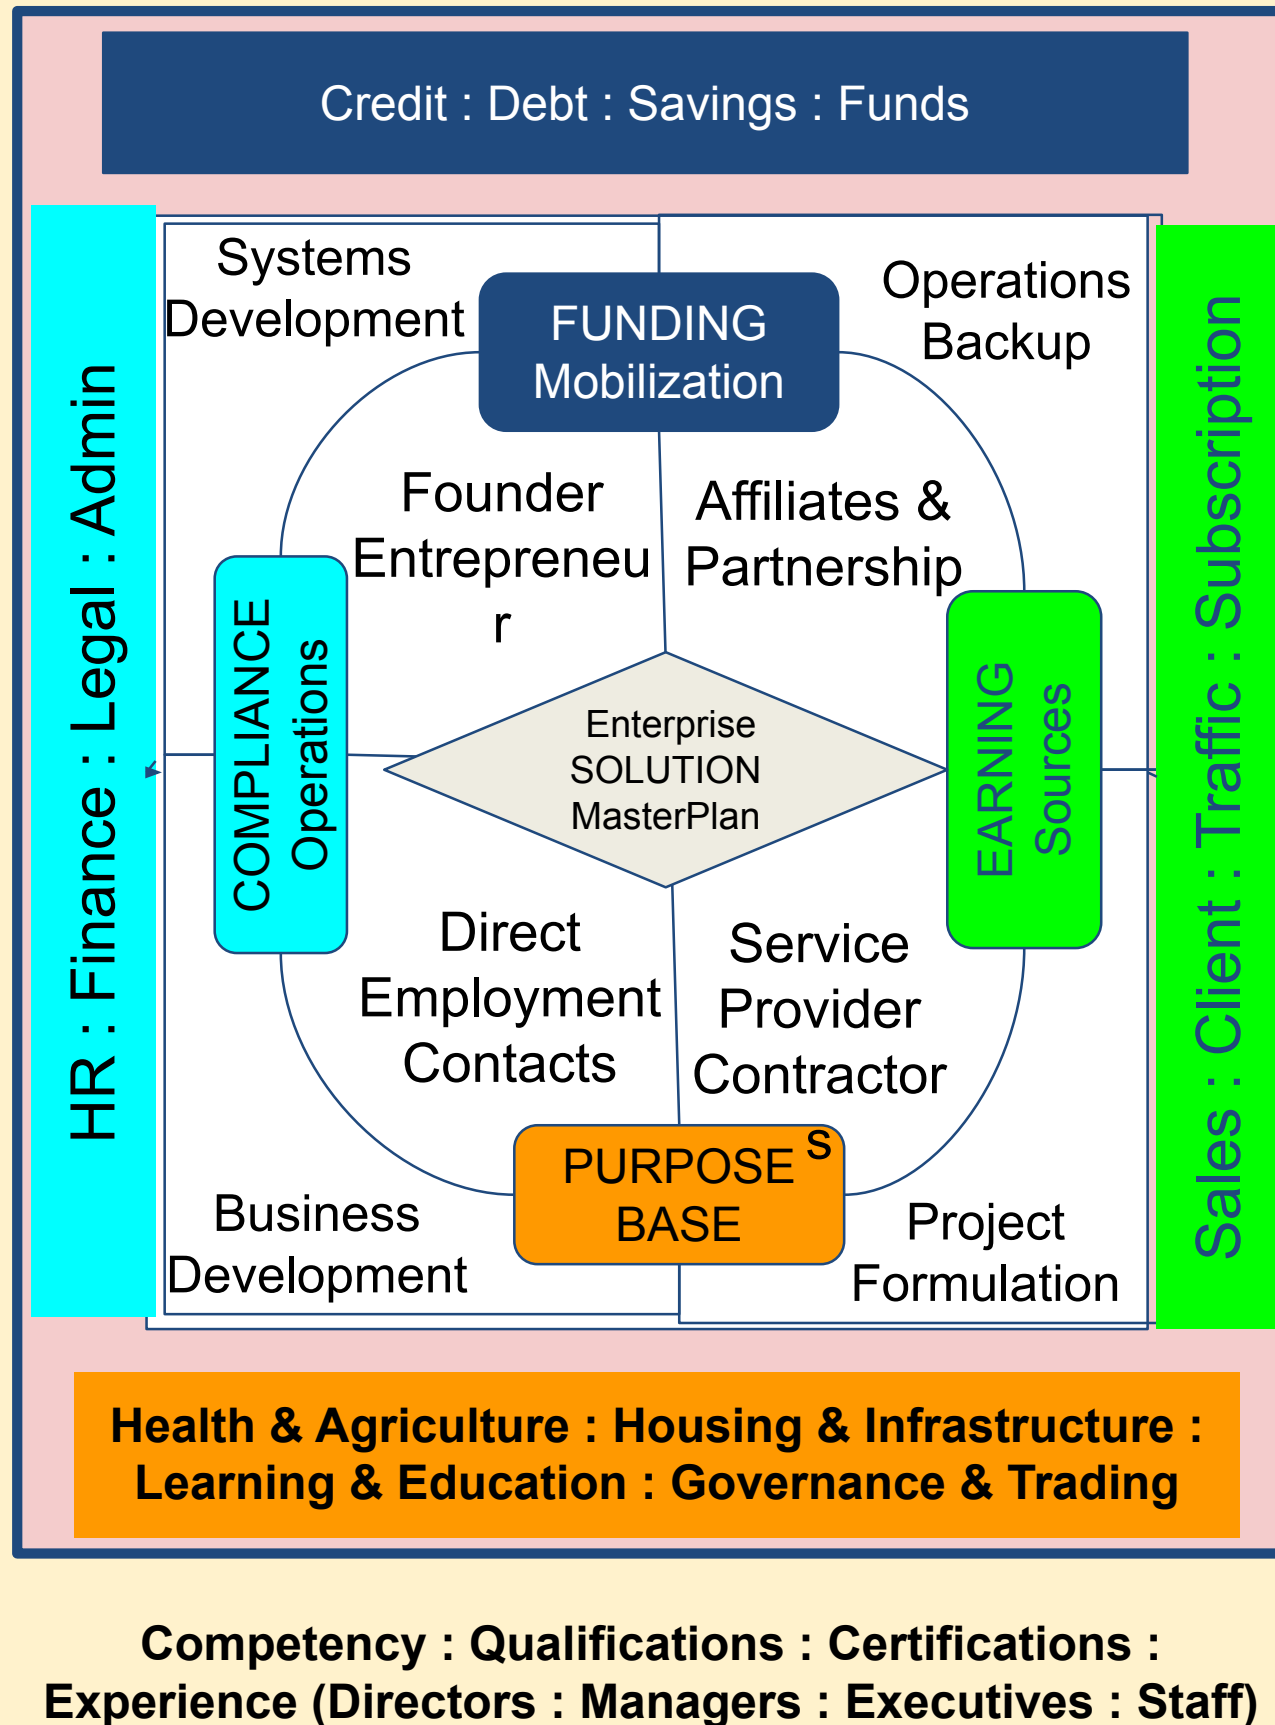 Credit : Debt : Savings : Funds
HR : Finance : Legal : Admin
Systems
Development
FUNDING
Mobilization
Operations
Backup
Founder
Entrepreneu
r
Affiliates &
Partnership
COMPLIANCE
Operations
Enterprise
SOLUTION
MasterPlan
EARNING
Sources
Sales : Client : Traffic : Subscription
Direct
Employment
Contacts
Service
Provider
Contractor
s
PURPOSE
BASE
Business
Development
Project
Formulation
Health & Agriculture : Housing & Infrastructure :
Learning & Education : Governance & Trading
Competency : Qualifications : Certifications :
Experience (Directors : Managers : Executives : Staff)